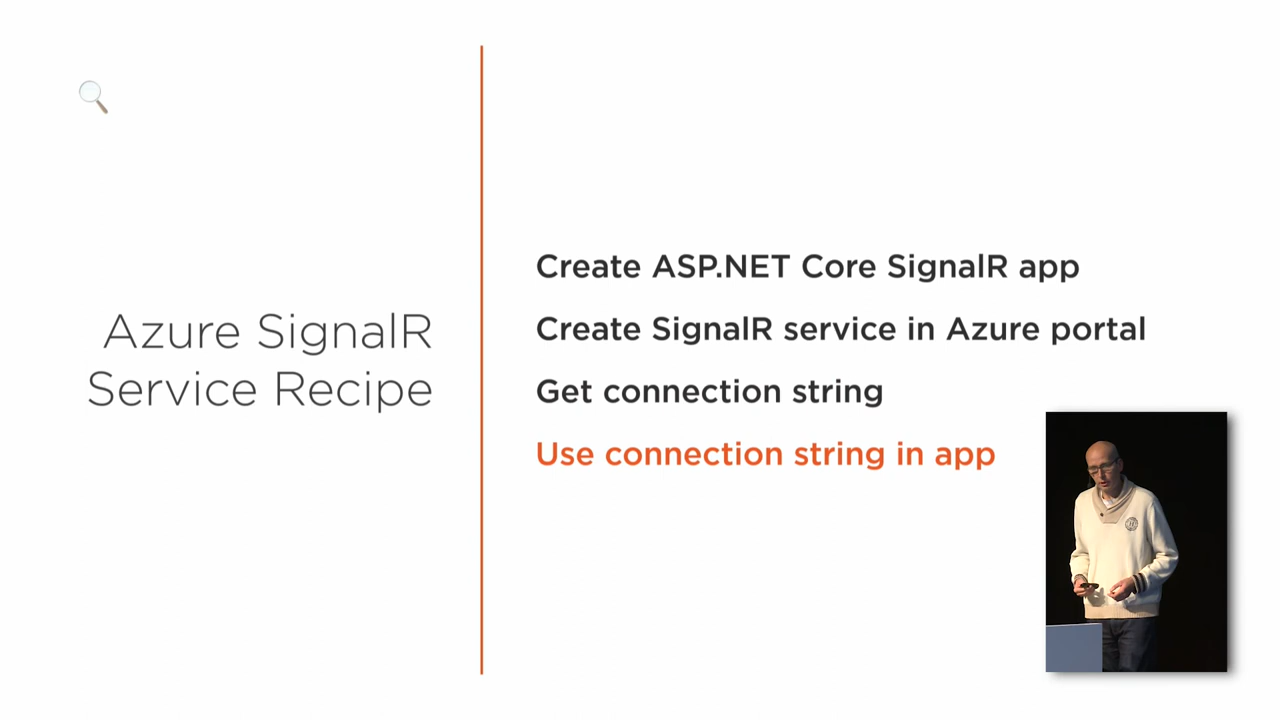 Azure SignalR
Service Recipe
Create ASP.NET Core SignalR app
Create SignalR service in Azure portal
Get connection string
Use connection string in app